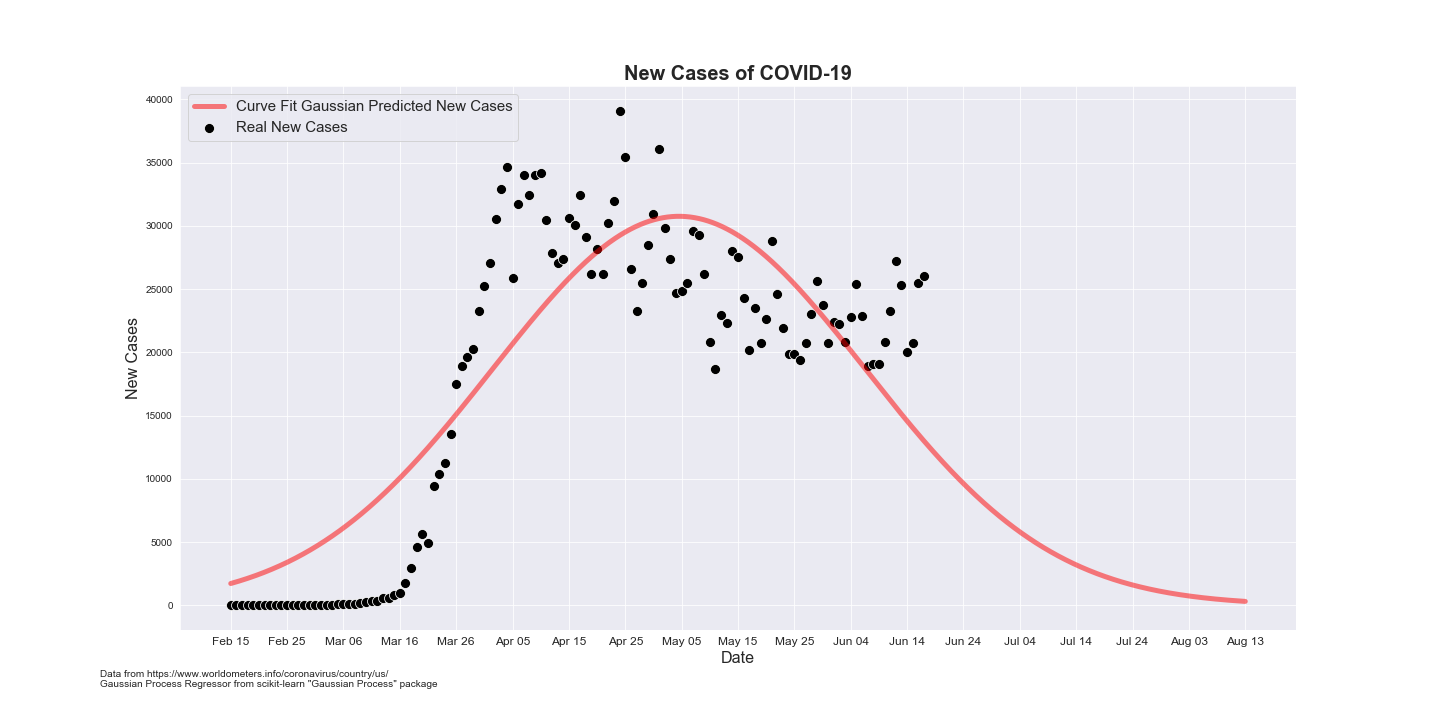 New Cases of COVID-19
Curve Fit Gaussian Predicted New Cases
Real New Cases
New Cases
40000
35000
30000
25000
20000
15000
10000
5000
0
Feb 15 Feb 25 Mar 06 Mar 16 Mar 26 Apr 05 Apr 15 Apr 25 May 05 May 15 May 25 Jun 04 Jun 14 Jun 24 Jul 04 Jul 14 Jul 24 Aug 03 Aug 13
Date
Data from https://www.worldometers.info/coronavirus/country/us/
Gaussian Process Regressor from scikit-learn "Gaussian Process" package